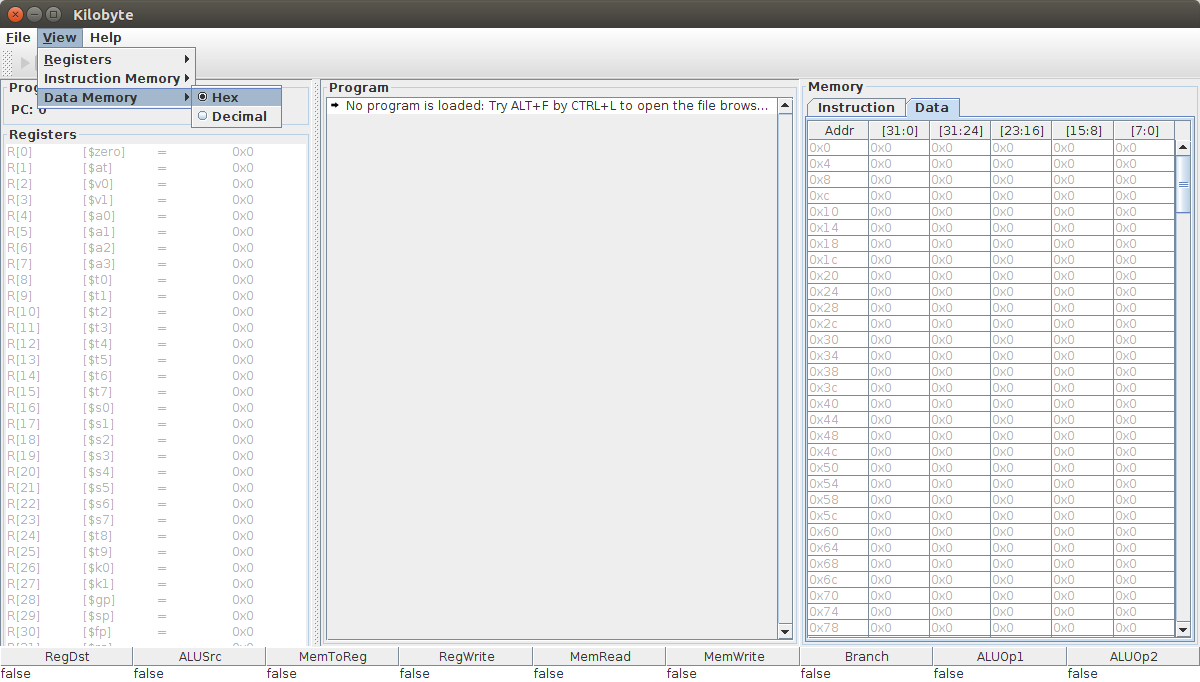 Kilobyte
File View Help
Registers
Instruction Memory
Data Memory
Hex
Decimal
PC: 0
Registers
R[0] [$zero] = 0x0
R[1] [$at] = 0x0
R[2] [$v0] = 0x0
R[3] [$v1] = 0x0
R[4] [$a0] = 0x0
R[5] [$a1] = 0x0
R[6] [$a2] = 0x0
R[7] [$a3] = 0x0
R[8] [$t0] = 0x0
R[9] [$t1] = 0x0
R[10] [$t2] = 0x0
R[11] [$t3] = 0x0
R[12] [$t4] = 0x0
R[13] [$t5] = 0x0
R[14] [$t6] = 0x0
R[15] [$t7] = 0x0
R[16] [$s0] = 0x0
R[17] [$s1] = 0x0
R[18] [$s2] = 0x0
R[19] [$s3] = 0x0
R[20] [$s4] = 0x0
R[21] [$s5] = 0x0
R[22] [$s6] = 0x0
R[23] [$s7] = 0x0
R[24] [$t8] = 0x0
R[25] [$t9] = 0x0
R[26] [$k0] = 0x0
R[27] [$k1] = 0x0
R[28] [$gp] = 0x0
R[29] [$sp] = 0x0
R[30] [$fp] = 0x0
Program
No program is loaded: Try ALT+F by CTRL+L to open the file brows...
Memory
Instruction Data
Addr [31:0] [31:24] [23:16] [15:8] [7:0]
0x0 0x0 0x0 0x0 0x0 0x0
0x4 0x0 0x0 0x0 0x0 0x0
0x8 0x0 0x0 0x0 0x0 0x0
0xc 0x0 0x0 0x0 0x0 0x0
0x10 0x0 0x0 0x0 0x0 0x0
0x14 0x0 0x0 0x0 0x0 0x0
0x18 0x0 0x0 0x0 0x0 0x0
0x1c 0x0 0x0 0x0 0x0 0x0
0x20 0x0 0x0 0x0 0x0 0x0
0x24 0x0 0x0 0x0 0x0 0x0
0x28 0x0 0x0 0x0 0x0 0x0
0x2c 0x0 0x0 0x0 0x0 0x0
0x30 0x0 0x0 0x0 0x0 0x0
0x34 0x0 0x0 0x0 0x0 0x0
0x38 0x0 0x0 0x0 0x0 0x0
0x3c 0x0 0x0 0x0 0x0 0x0
0x40 0x0 0x0 0x0 0x0 0x0
0x44 0x0 0x0 0x0 0x0 0x0
0x48 0x0 0x0 0x0 0x0 0x0
0x4c 0x0 0x0 0x0 0x0 0x0
0x50 0x0 0x0 0x0 0x0 0x0
0x54 0x0 0x0 0x0 0x0 0x0
0x58 0x0 0x0 0x0 0x0 0x0
0x5c 0x0 0x0 0x0 0x0 0x0
0x60 0x0 0x0 0x0 0x0 0x0
0x64 0x0 0x0 0x0 0x0 0x0
0x68 0x0 0x0 0x0 0x0 0x0
0x6c 0x0 0x0 0x0 0x0 0x0
0x70 0x0 0x0 0x0 0x0 0x0
0x74 0x0 0x0 0x0 0x0 0x0
0x78 0x0 0x0 0x0 0x0 0x0
RegDst ALUSrc MemToReg RegWrite MemRead MemWrite Branch ALUOp1 ALUOp2
false false false false false false false false false